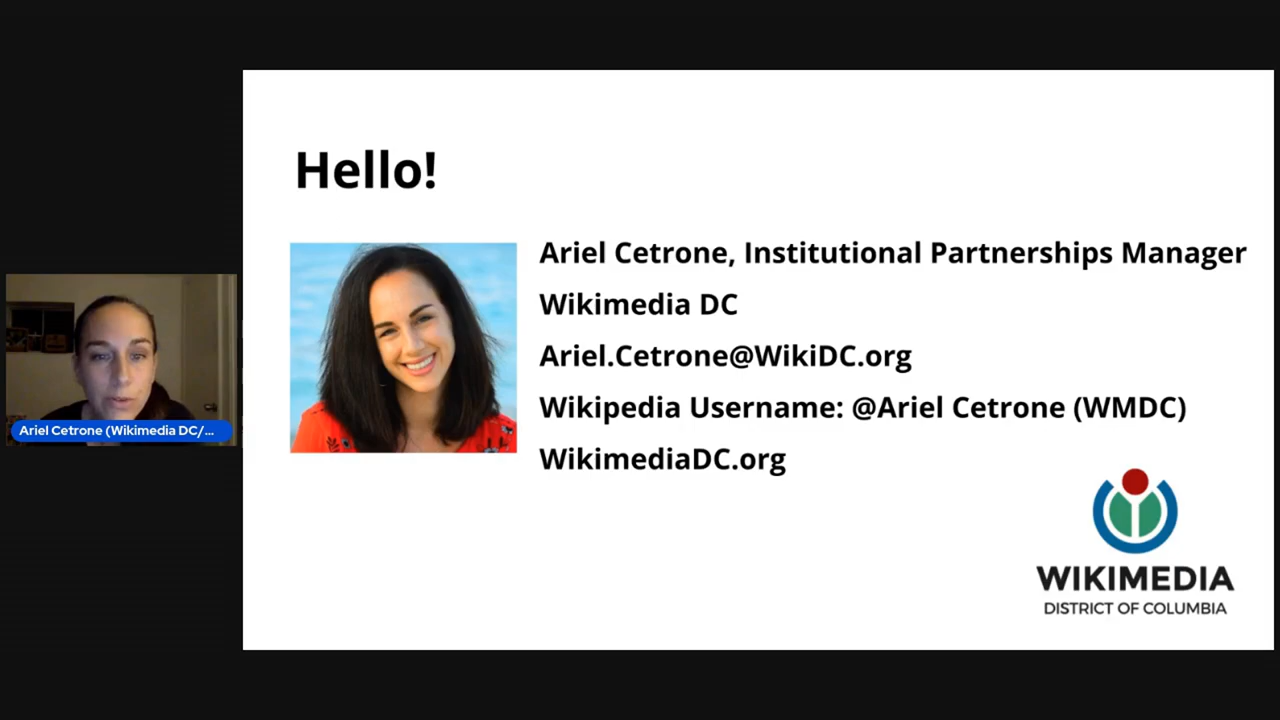 Hello!
Ariel Cetrone, Institutional Partnerships Manager
Wikimedia DC
Ariel.Cetrone@WikiDC.org
Wikipedia Username: @Ariel Cetrone (WMDC)
WikimediaDC.org
Ariel Cetrone (Wikimedia DC/...
WIKIMEDIA
DISTRICT OF COLUMBIA